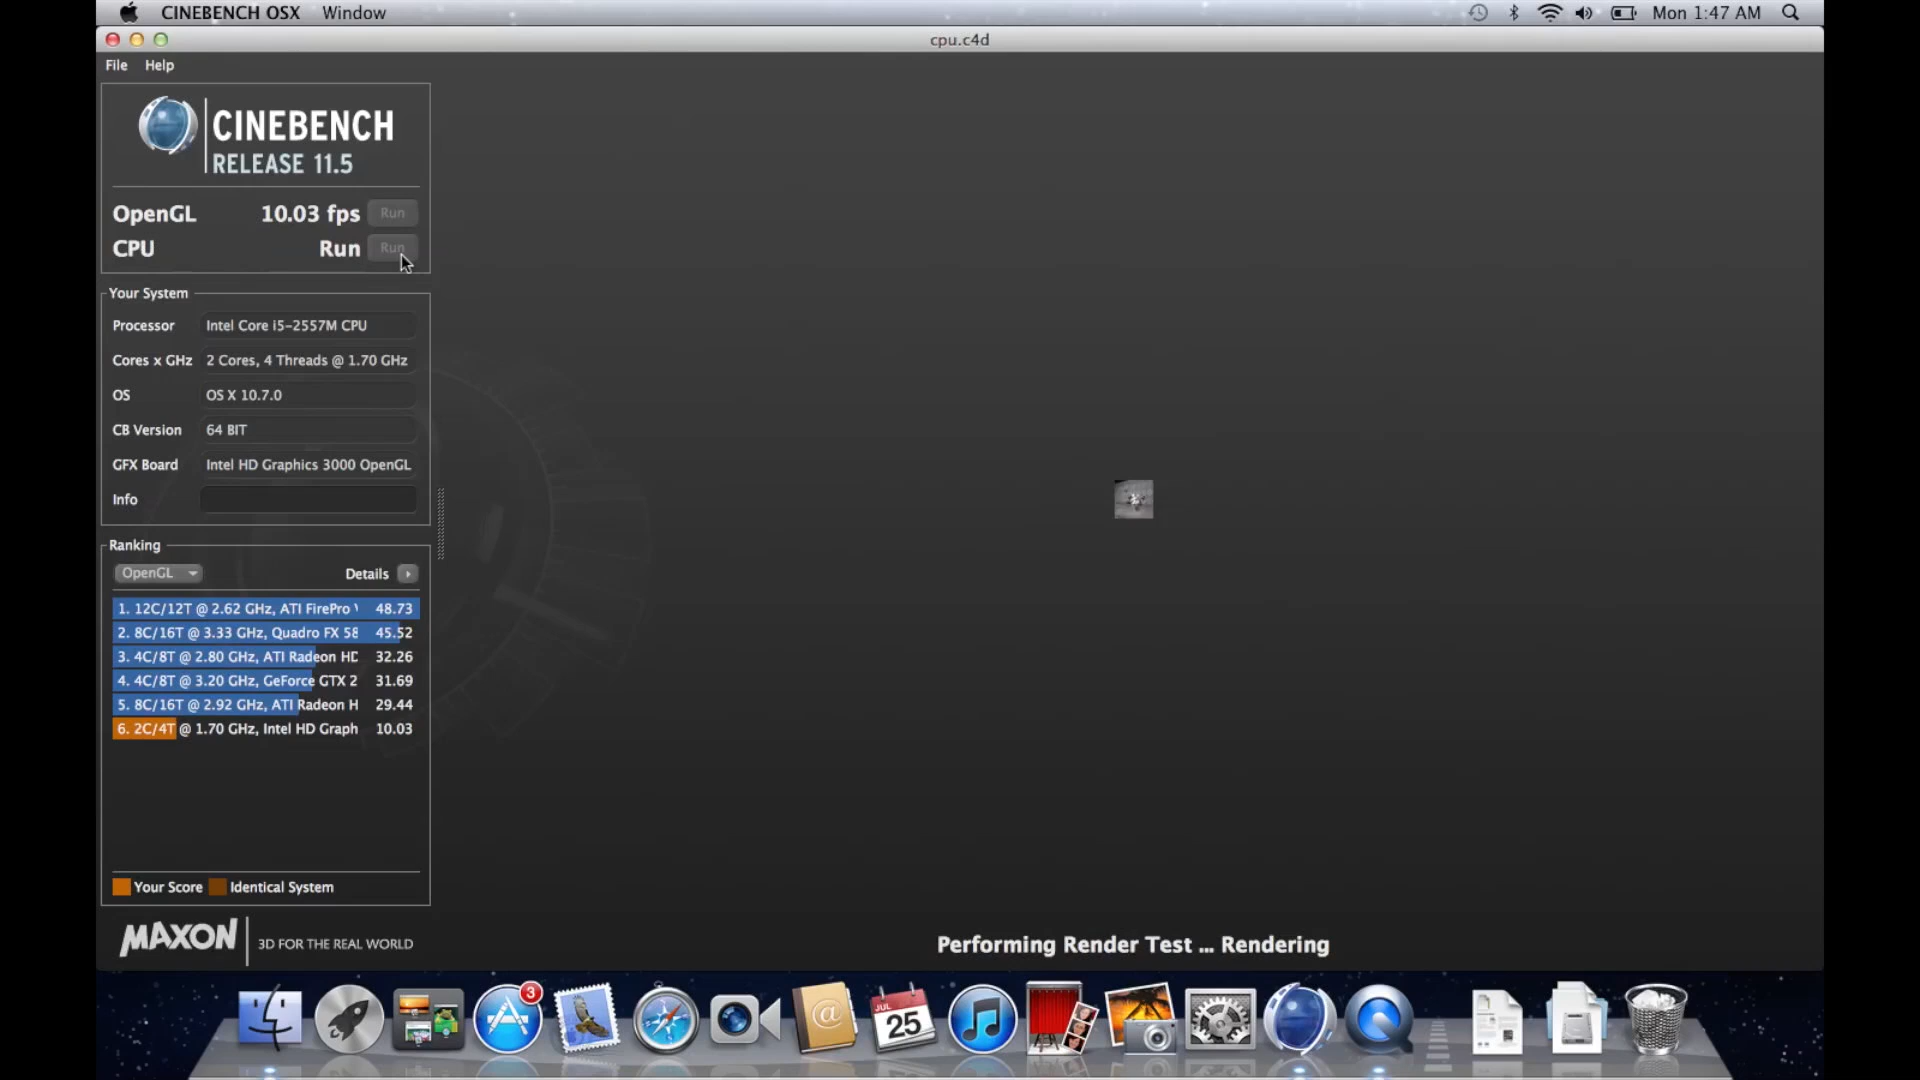 CINEBENCH OSX Window Mon 1:47 AM
cpu.c4d
File Help
CINEBENCH
RELEASE 11.5
OpenGL 10.03 fps Run
CPU Run Run
Your System
Processor Intel Core i5-2557M CPU
Cores x GHz 2 Cores, 4 Threads @ 1.70 GHz
OS OS X 10.7.0
CB Version 64 BIT
GFX Board Intel HD Graphics 3000 OpenGL
Info
Ranking
OpenGL Details
1. 12C/12T @ 2.62 GHz, ATI FirePro V 48.73
2. 8C/16T @ 3.33 GHz, Quadro FX 58 45.52
3. 4C/8T @ 2.80 GHz, ATI Radeon HD 32.26
4. 4C/8T @ 3.20 GHz, GeForce GTX 2 31.69
5. 8C/16T @ 2.92 GHz, ATI Radeon H 29.44
6. 2C/4T @ 1.70 GHz, Intel HD Graph 10.03
Your Score Identical System
MAXON 3D FOR THE REAL WORLD
Performing Render Test ... Rendering
3
JUL
25
@